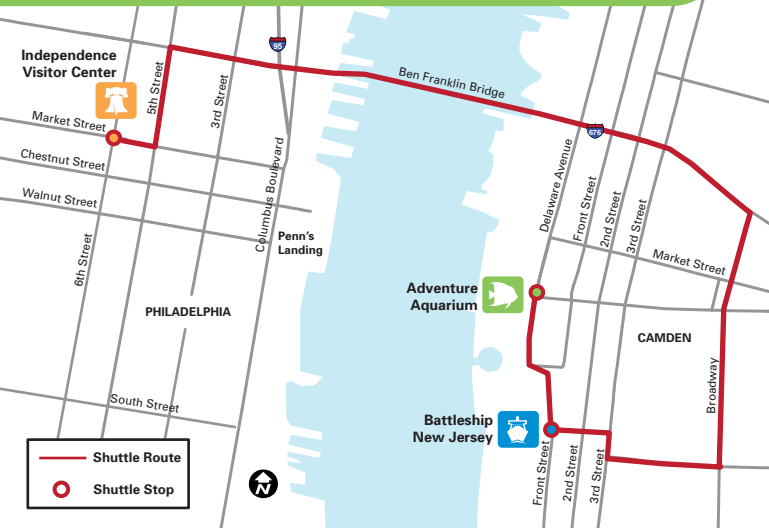 Independence
Visitor Center
95
5th Street
3rd Street
Ben Franklin Bridge
Market Street
676
Chestnut Street
Walnut Street
Columbus Boulevard
Delaware Avenue
Front Street
2nd Street
3rd Street
6th Street
Penn's
Landing
Market Street
Adventure
Aquarium
PHILADELPHIA
CAMDEN
Broadway
South Street
Battleship
New Jersey
Front Street
2nd Street
3rd Street
Shuttle Route
Shuttle Stop
N